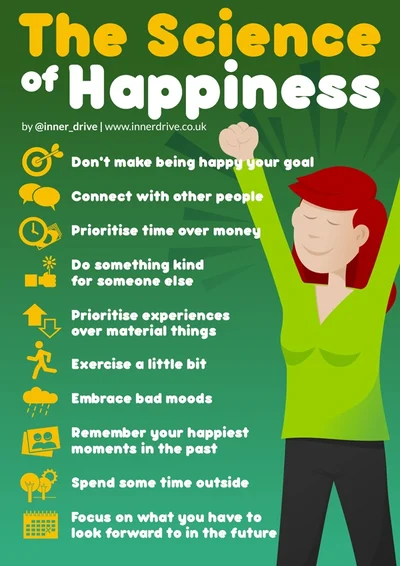 The Science
of Happiness
by @inner_drive | www.innerdrive.co.uk
Don't make being happy your goal
Connect with other people
Prioritise time over money
Do something kind
for someone else
Prioritise experiences
over material things
Exercise a little bit
Embrace bad moods
Remember your happiest
moments in the past
Spend some time outside
Focus on what you have to
look forward to in the future